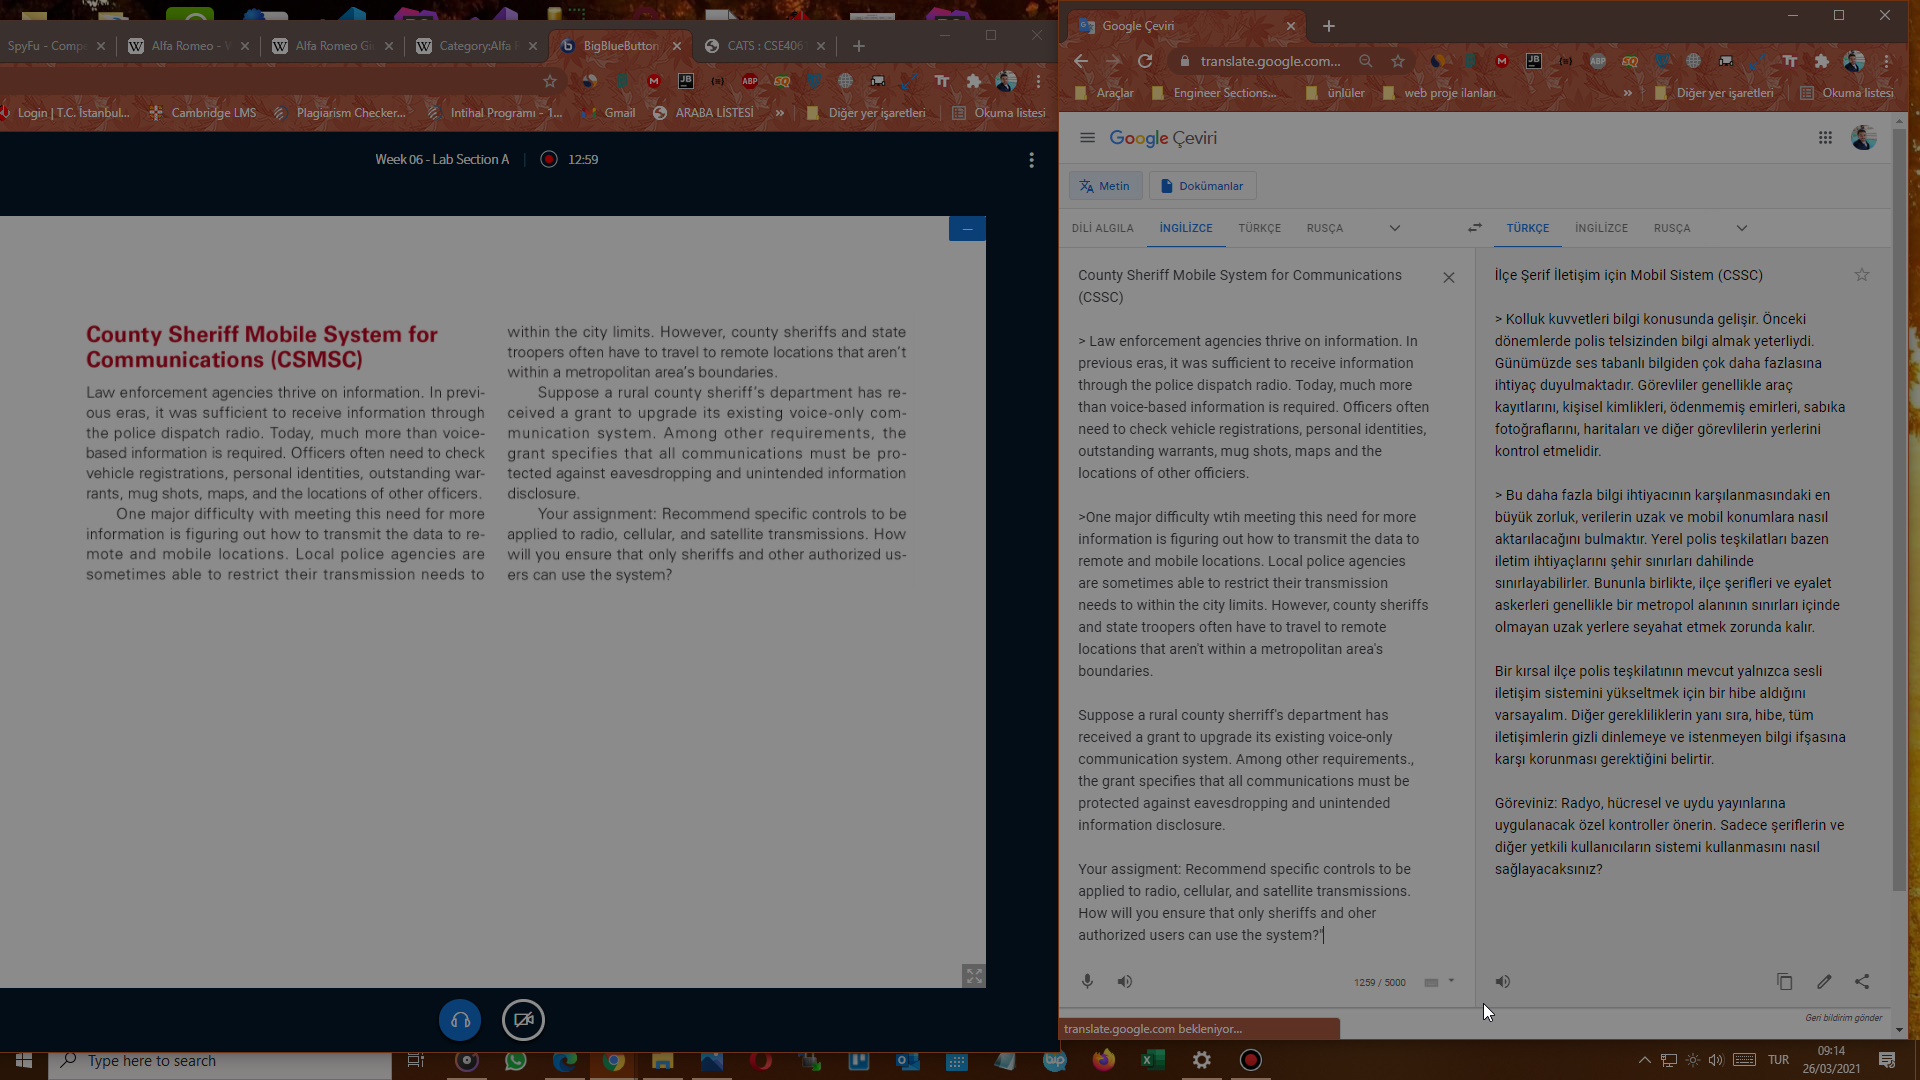 SpyFu - Compe
Alfa Romeo - W
Alfa Romeo Gi
Category:Alfa R
BigBlueButton
CATS : CSE406
Login | T.C. İstanbul...
Cambridge LMS
Plagiarism Checker...
İntihal Programı - 1...
Gmail
ARABA LİSTESİ
»
Diğer yer işaretleri
Okuma listesi
Week 06 - Lab Section A
12:59
County Sheriff Mobile System for
Communications (CSMSC)
Law enforcement agencies thrive on information. In previ-
ous eras, it was sufficient to receive information through
the police dispatch radio. Today, much more than voice-
based information is required. Officers often need to check
vehicle registrations, personal identities, outstanding war-
rants, mug shots, maps, and the locations of other officers.
One major difficulty with meeting this need for more
information is figuring out how to transmit the data to re-
mote and mobile locations. Local police agencies are
sometimes able to restrict their transmission needs to
within the city limits. However, county sheriffs and state
troopers often have to travel to remote locations that aren't
within a metropolitan area's boundaries.
Suppose a rural county sheriff's department has re-
ceived a grant to upgrade its existing voice-only com-
munication system. Among other requirements, the
grant specifies that all communications must be pro-
tected against eavesdropping and unintended information
disclosure.
Your assignment: Recommend specific controls to be
applied to radio, cellular, and satellite transmissions. How
will you ensure that only sheriffs and other authorized us-
ers can use the system?
Google Çeviri
translate.google.com...
Araçlar
Engineer Sections...
ünlüler
web proje ilanları
»
Diğer yer işaretleri
Okuma listesi
Google Çeviri
Metin
Dokümanlar
DİLİ ALGILA
İNGİLİZCE
TÜRKÇE
RUSÇA
TÜRKÇE
İNGİLİZCE
RUSÇA
County Sheriff Mobile System for Communications
(CSSC)
> Law enforcement agencies thrive on information. In
previous eras, it was sufficient to receive information
through the police dispatch radio. Today, much more
than voice-based information is required. Officers often
need to check vehicle registrations, personal identities,
outstanding warrants, mug shots, maps and the
locations of other officiers.
>One major difficulty wtih meeting this need for more
information is figuring out how to transmit the data to
remote and mobile locations. Local police agencies
are sometimes able to restrict their transmission
needs to within the city limits. However, county sheriffs
and state troopers often have to travel to remote
locations that aren't within a metropolitan area's
boundaries.
Suppose a rural county sherriff's department has
received a grant to upgrade its existing voice-only
communication system. Among other requirements.,
the grant specifies that all communications must be
protected against eavesdropping and unintended
information disclosure.
Your assigment: Recommend specific controls to be
applied to radio, cellular, and satellite transmissions.
How will you ensure that only sheriffs and oher
authorized users can use the system?"
1259 / 5000
İlçe Şerif İletişim için Mobil Sistem (CSSC)
> Kolluk kuvvetleri bilgi konusunda gelişir. Önceki
dönemlerde polis telsizinden bilgi almak yeterliydi.
Günümüzde ses tabanlı bilgiden çok daha fazlasına
ihtiyaç duyulmaktadır. Görevliler genellikle araç
kayıtlarını, kişisel kimlikleri, ödenmemiş emirleri, sabıka
fotoğraflarını, haritaları ve diğer görevlilerin yerlerini
kontrol etmelidir.
> Bu daha fazla bilgi ihtiyacının karşılanmasındaki en
büyük zorluk, verilerin uzak ve mobil konumlara nasıl
aktarılacağını bulmaktır. Yerel polis teşkilatları bazen
iletim ihtiyaçlarını şehir sınırları dahilinde
sınırlayabilirler. Bununla birlikte, ilçe şerifleri ve eyalet
askerleri genellikle bir metropol alanının sınırları içinde
olmayan uzak yerlere seyahat etmek zorunda kalır.
Bir kırsal ilçe polis teşkilatının mevcut yalnızca sesli
iletişim sistemini yükseltmek için bir hibe aldığını
varsayalım. Diğer gerekliliklerin yanı sıra, hibe, tüm
iletişimlerin gizli dinlemeye ve istenmeyen bilgi ifşasına
karşı korunması gerektiğini belirtir.
Göreviniz: Radyo, hücresel ve uydu yayınlarına
uygulanacak özel kontroller önerin. Sadece şeriflerin ve
diğer yetkili kullanıcıların sistemi kullanmasını nasıl
sağlayacaksınız?
Geri bildirim gönder
translate.google.com bekleniyor...
Type here to search
TUR
09:14
26/03/2021